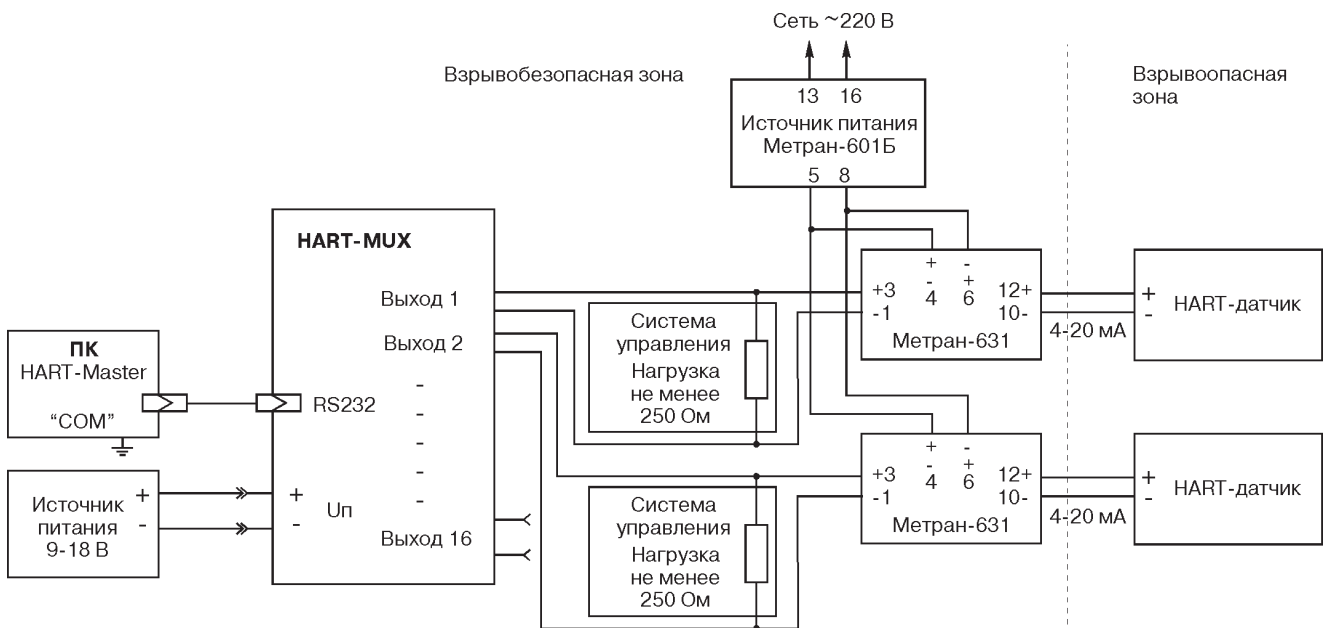 Сеть ~220 В
Взрывобезопасная зона
Взрывоопасная
зона
13 16
Источник питания
Метран-601Б
5 8
HART-MUX
Выход 1
Выход 2
-
-
-
-
-
Выход 16
RS232
+
-
Uп
ПК
HART-Master
“COM”
Источник
питания
9-18 В
+
-
Система
управления
Нагрузка
не менее
250 Ом
+ -
- +
4 6
+3
-1
12+
10-
Метран-631
4-20 мА
+
-
HART-датчик
Система
управления
Нагрузка
не менее
250 Ом
+ -
- +
4 6
+3
-1
12+
10-
Метран-631
4-20 мА
+
-
HART-датчик